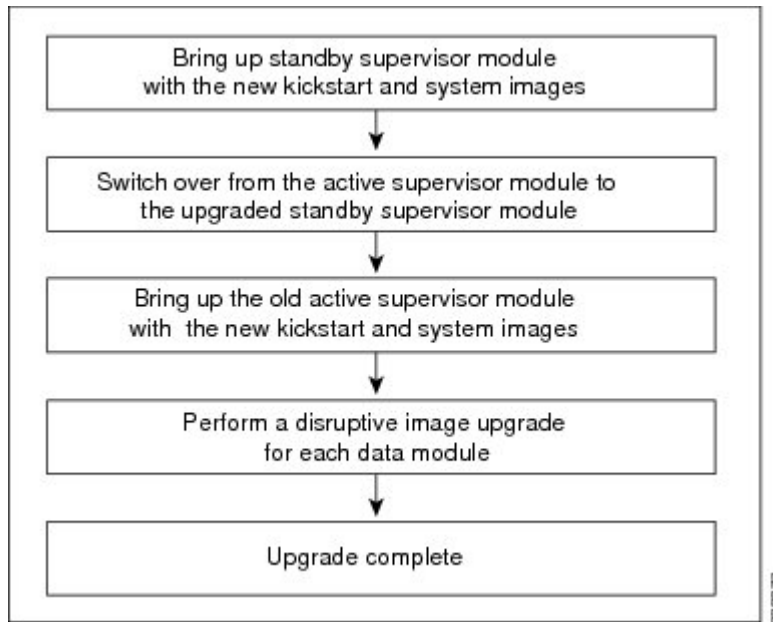 Bring up standby supervisor module
with the new kickstart and system images
Switch over from the active supervisor module to
the upgraded standby supervisor module
Bring up the old active supervisor module
with the new kickstart and system images
Perform a disruptive image upgrade
for each data module
Upgrade complete